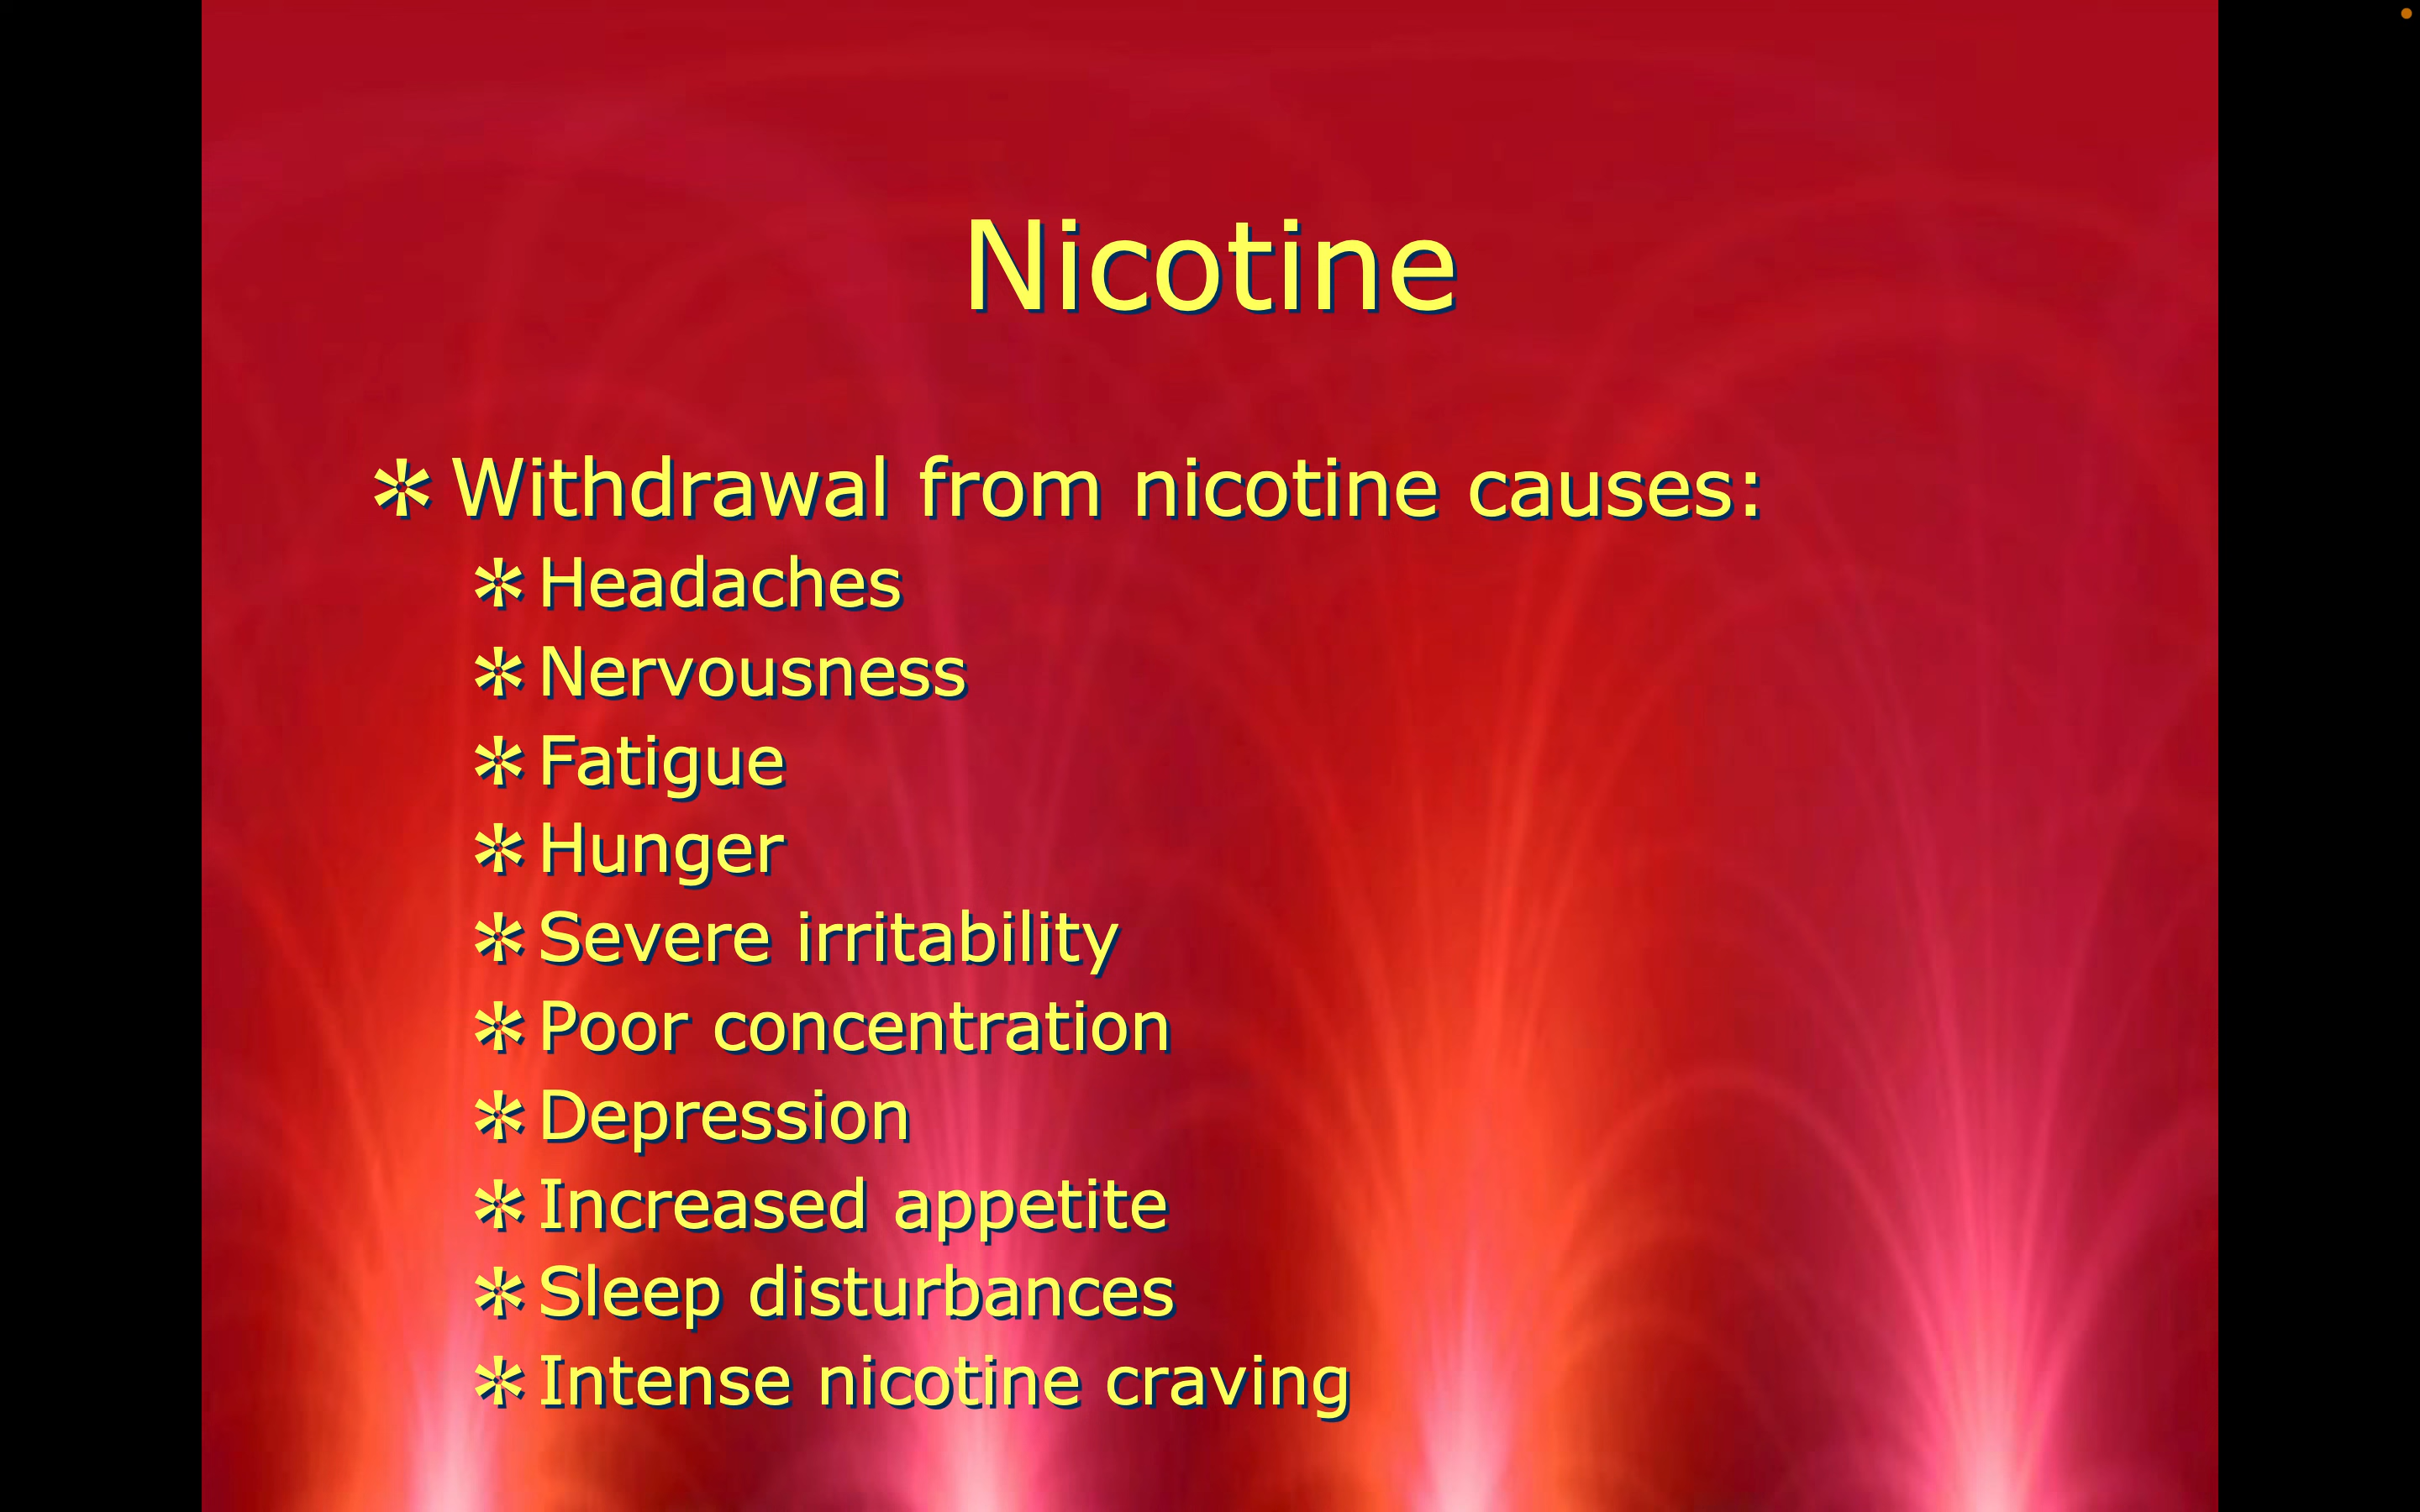 Nicotine
Withdrawal from nicotine causes:
Headaches
Nervousness
Fatigue
Hunger
Severe irritability
Poor concentration
Depression
Increased appetite
Sleep disturbances
Intense nicotine craving